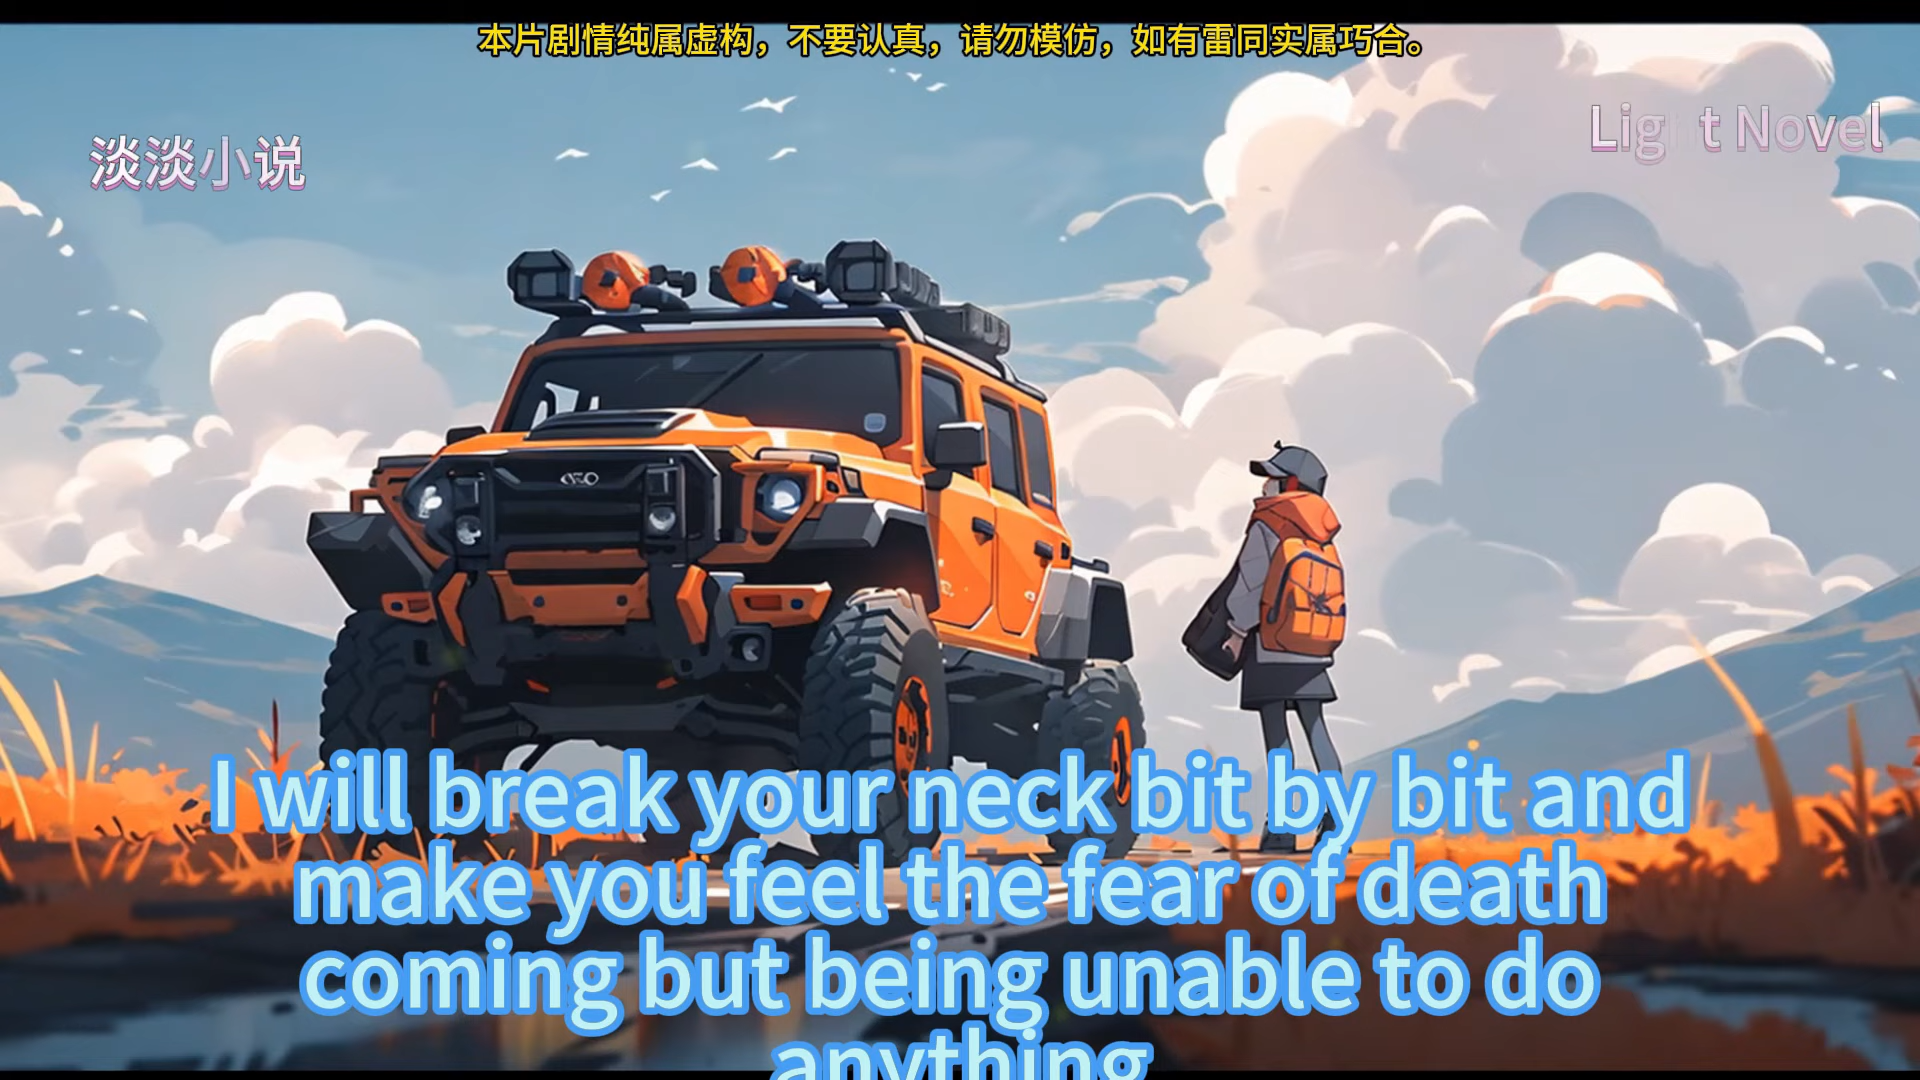 本片剧情纯属虚构，不要认真，请勿模仿，如有雷同实属巧合。
淡淡小说
Light Novel
I will break your neck bit by bit and
make you feel the fear of death
coming but being unable to do
anything